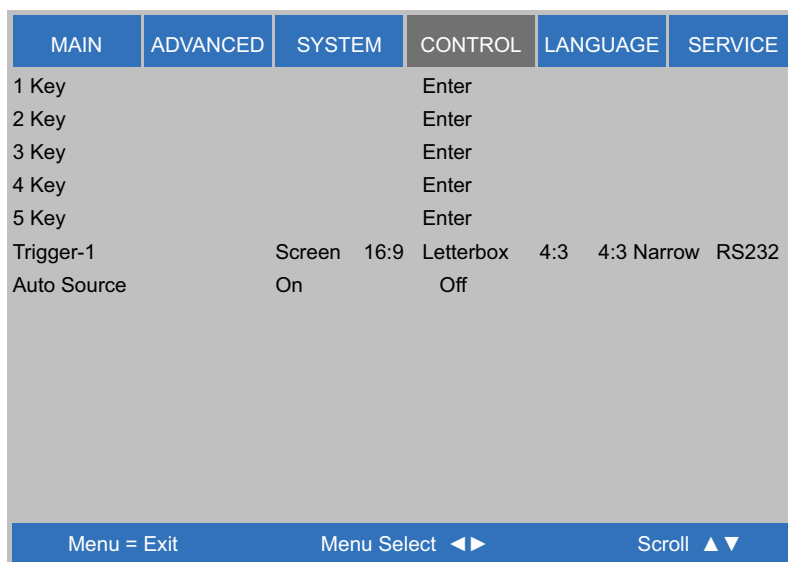 MAIN ADVANCED SYSTEM CONTROL LANGUAGE SERVICE
1 Key Enter
2 Key Enter
3 Key Enter
4 Key Enter
5 Key Enter
Trigger-1 Screen 16:9 Letterbox 4:3 4:3 Narrow RS232
Auto Source On Off
Menu = Exit Menu Select ◄► Scroll ▲▼